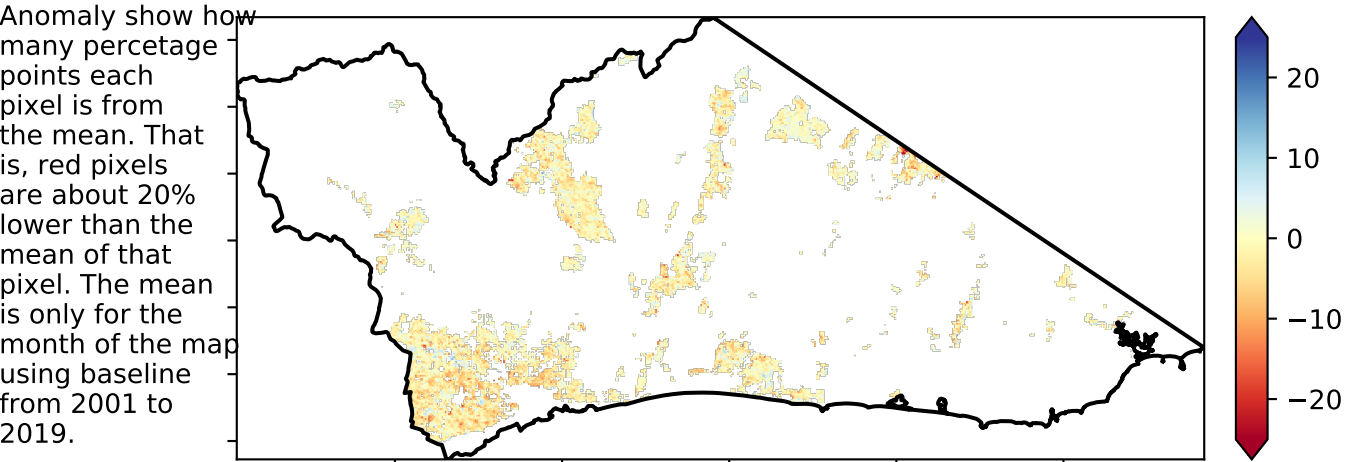 Anomaly show how
many percetage
points each
pixel is from
the mean. That
is, red pixels
are about 20%
lower than the
mean of that
pixel. The mean
is only for the
month of the map
using baseline
from 2001 to
2019.
20
10
0
−10
−20